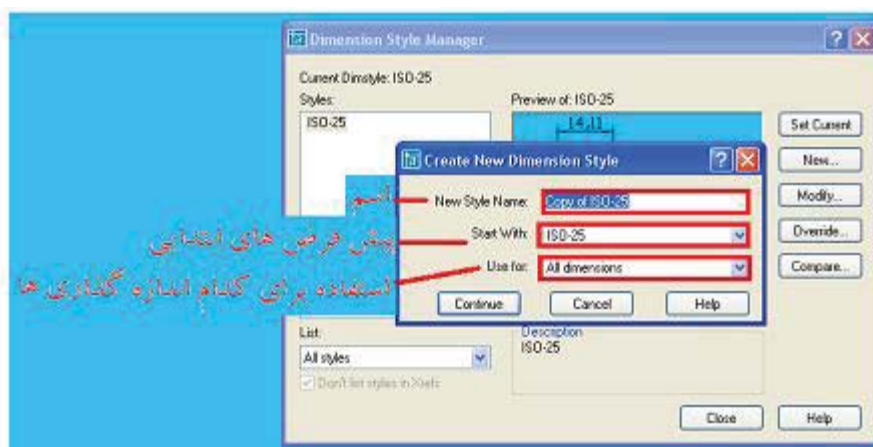 Dimension Style Manager
Current Dimstyle: ISO-25
Styles:
ISO-25
Preview of: ISO-25
14,11
Set Current
New...
Modify...
Override...
Compare...
Create New Dimension Style
اسم
New Style Name:
Copy of ISO-25
پیش فرض های ابتدایی
Start With:
ISO-25
استفاده برای کدام اندازه گذاری ها
Use for:
All dimensions
Continue
Cancel
Help
List:
All styles
Don't list styles in Xrefs
Description
ISO-25
Close
Help